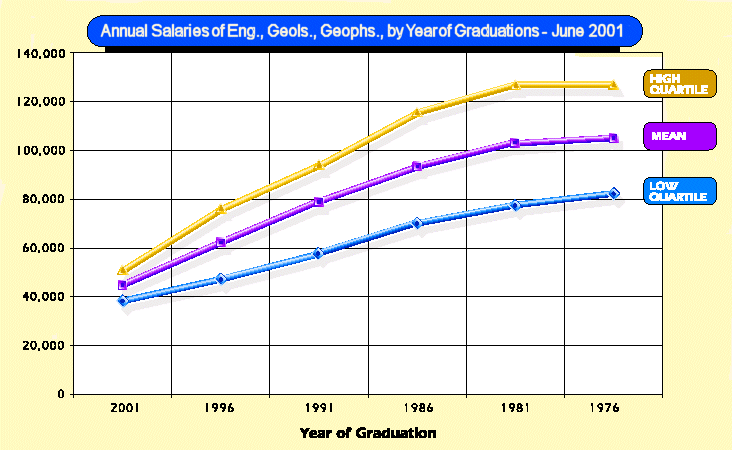 Annual Salaries of Eng., Geols., Geophs., by Year of Graduations - June 2001
140,000
120,000
100,000
80,000
60,000
40,000
20,000
0
HIGH
QUARTILE
MEAN
LOW
QUARTILE
2001 1996 1991 1986 1981 1976
Year of Graduation